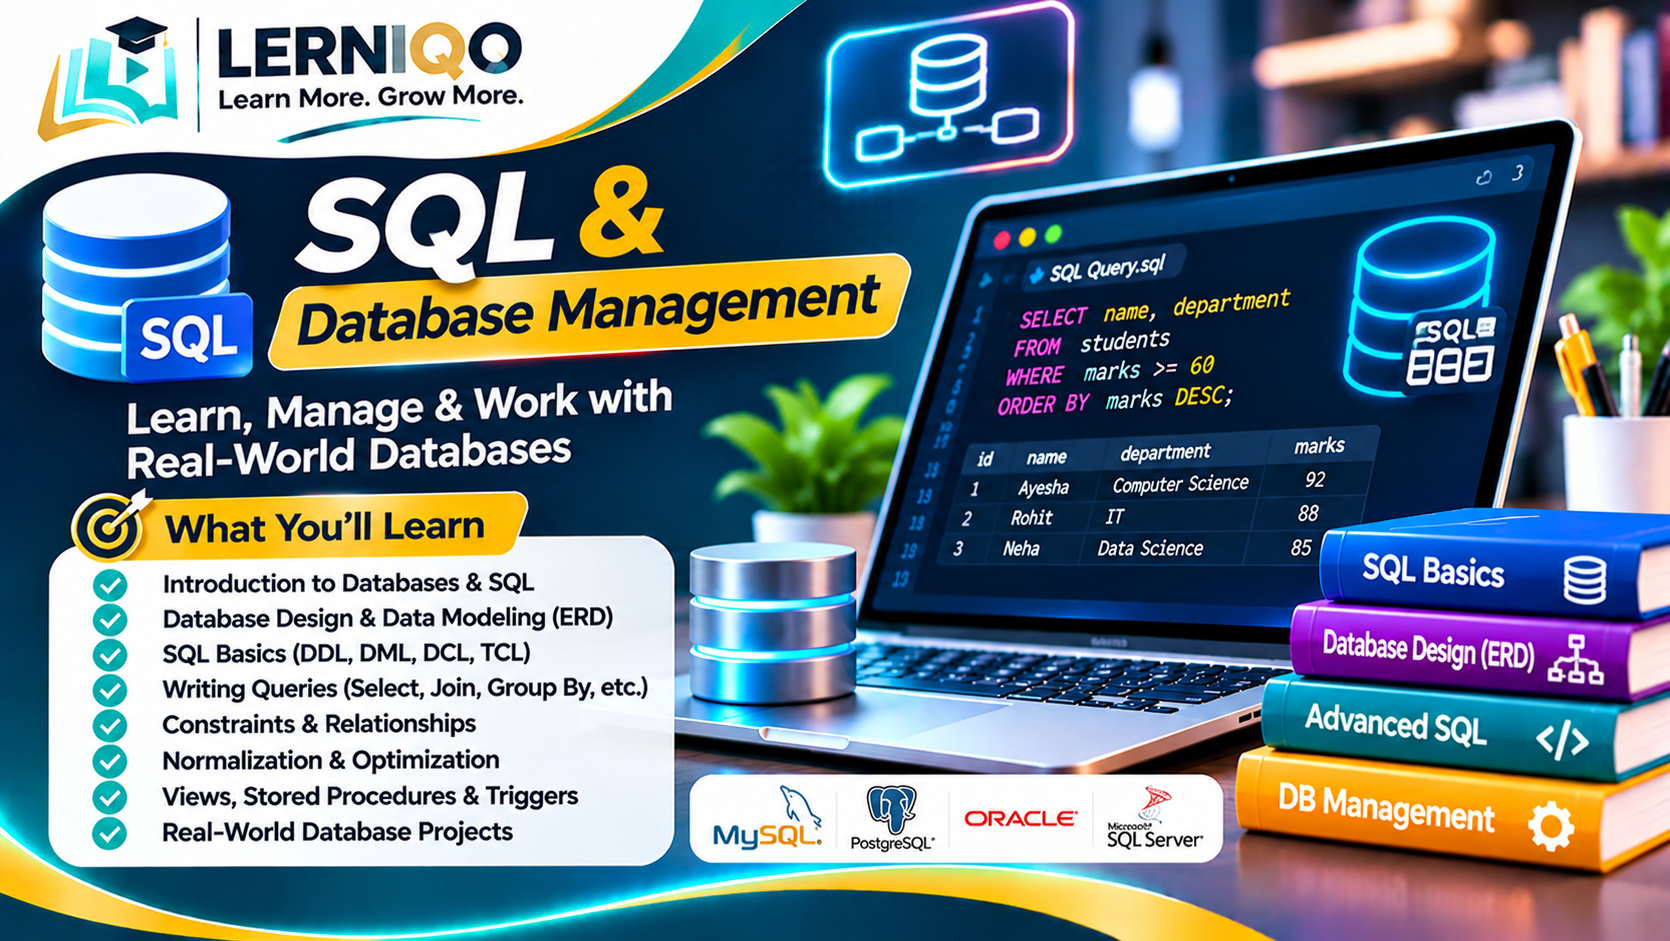 LERNIQO
Learn More. Grow More.
SQL &
Database Management
SQL
Learn, Manage & Work with
Real-World Databases
What You'll Learn
Introduction to Databases & SQL
Database Design & Data Modeling (ERD)
SQL Basics (DDL, DML, DCL, TCL)
Writing Queries (Select, Join, Group By, etc.)
Constraints & Relationships
Normalization & Optimization
Views, Stored Procedures & Triggers
Real-World Database Projects
SQL Query.sql
SELECT name, department
FROM students
WHERE marks >= 60
ORDER BY marks DESC;
id name department marks
1 Ayesha Computer Science 92
2 Rohit IT 88
3 Neha Data Science 85
SQL
SQL Basics
Database Design (ERD)
Advanced SQL
</>
DB Management
MySQL
PostgreSQL
ORACLE
Microsoft
SQL Server